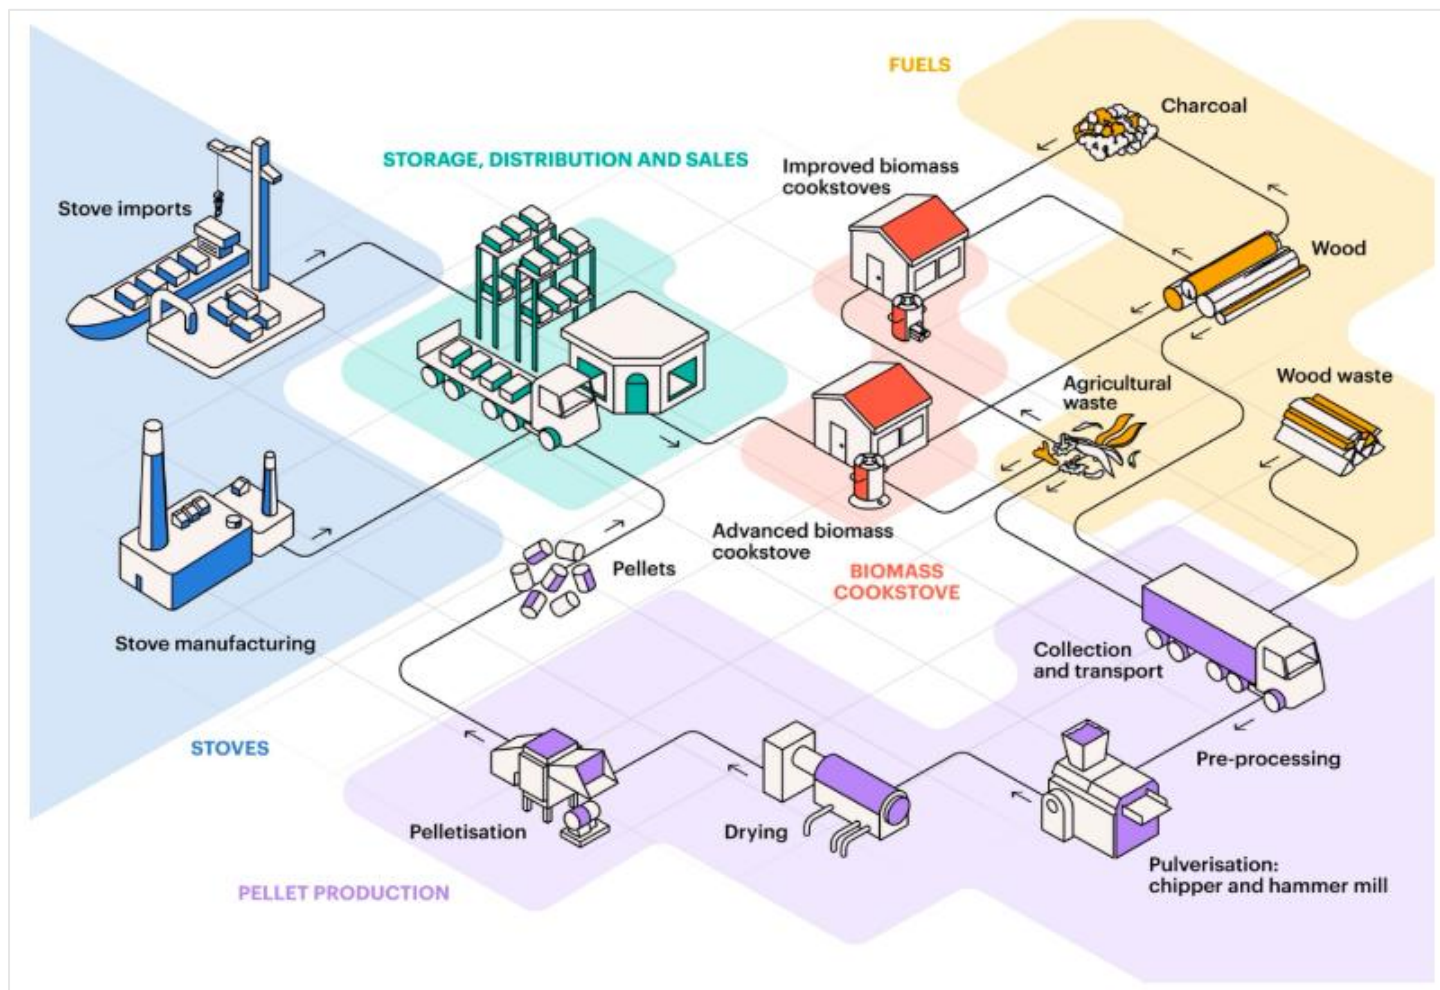 FUELS
Charcoal
STORAGE, DISTRIBUTION AND SALES
Improved biomass
cookstoves
Stove imports
Wood
Agricultural
waste
Wood waste
Advanced biomass
cookstove
BIOMASS
COOKSTOVE
Pellets
Stove manufacturing
Collection
and transport
STOVES
Pre-processing
Pelletisation
Drying
Pulverisation:
chipper and hammer mill
PELLET PRODUCTION